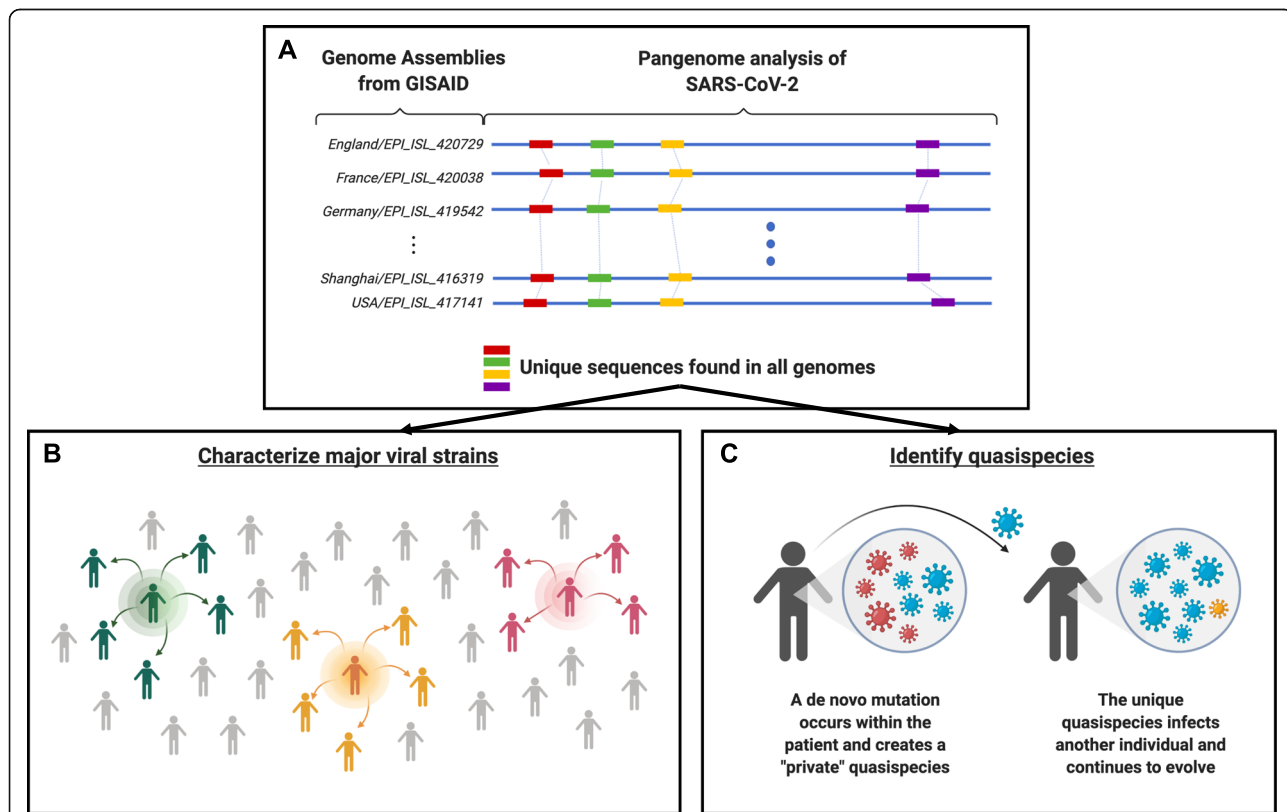 A
Genome Assemblies
from GISAID
Pangenome analysis of
SARS-CoV-2
England/EPI_ISL_420729
France/EPI_ISL_420038
Germany/EPI_ISL_419542
⋮
Shanghai/EPI_ISL_416319
USA/EPI_ISL_417141
Unique sequences found in all genomes
B
Characterize major viral strains
C
Identify quasispecies
A de novo mutation
occurs within the
patient and creates a
"private" quasispecies
The unique
quasispecies infects
another individual and
continues to evolve